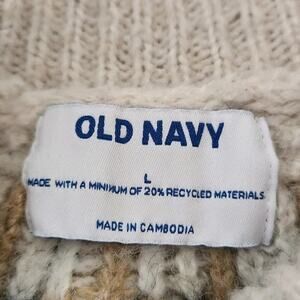 OLD NAVY
L
MADE WITH A MINIMUM OF 20% RECYCLED MATERIALS
MADE IN CAMBODIA